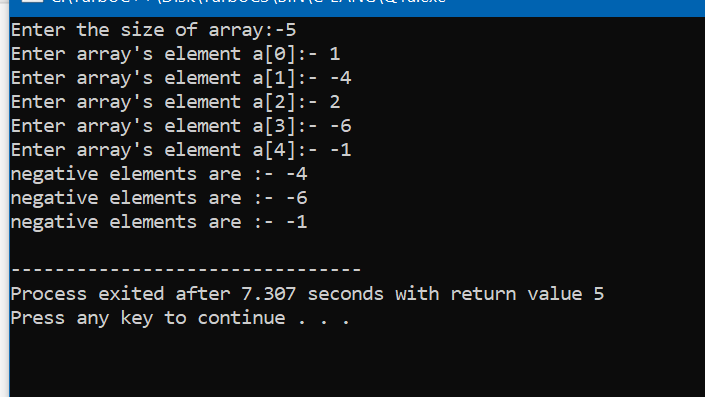 Enter the size of array:-5
Enter array's element a[0]:- 1
Enter array's element a[1]:- -4
Enter array's element a[2]:- 2
Enter array's element a[3]:- -6
Enter array's element a[4]:- -1
negative elements are :- -4
negative elements are :- -6
negative elements are :- -1
--------------------------------
Process exited after 7.307 seconds with return value 5
Press any key to continue . . .